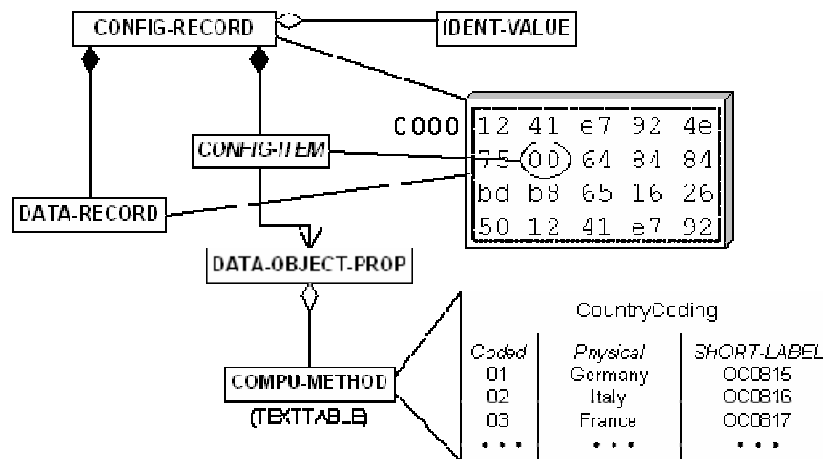 CONFIG-RECORD
IDENT-VALUE
C000
12 41 e7 92 4e
75 00 64 84 84
bd b8 65 16 26
50 12 41 e7 92
CONFIG-ITEM
DATA-RECORD
DATA-OBJECT-PROP
COMPU-METHOD
(TEXTTABLE)
CountryCoding
Coded Physical SHORT-LABEL
01 Germany OC0815
02 Italy OC0816
03 France OC0817
• • • • • • • • •